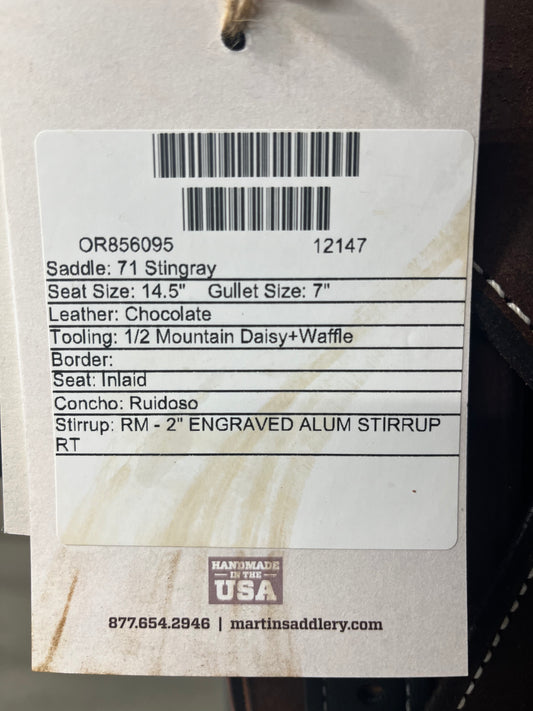 OR856095 12147
Saddle: 71 Stingray
Seat Size: 14.5" Gullet Size: 7"
Leather: Chocolate
Tooling: 1/2 Mountain Daisy+Waffle
Border:
Seat: Inlaid
Concho: Ruidoso
Stirrup: RM - 2" ENGRAVED ALUM STIRRUP
RT
HANDMADE
IN THE
USA
877.654.2946 | martinsaddlery.com